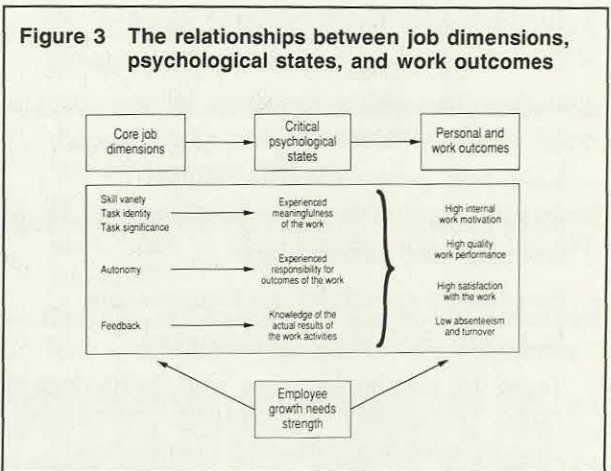 Figure 3 The relationships between job dimensions,
psychological states, and work outcomes
Core job
dimensions
Critical
psychological
states
Personal and
work outcomes
Skill variety
Task identity
Task significance
Experienced
meaningfulness
of the work
Autonomy
Experienced
responsibility for
outcomes of the work
Feedback
Knowledge of the
actual results of
the work activities
High internal
work motivation
High quality
work performance
High satisfaction
with the work
Low absenteeism
and turnover
Employee
growth needs
strength